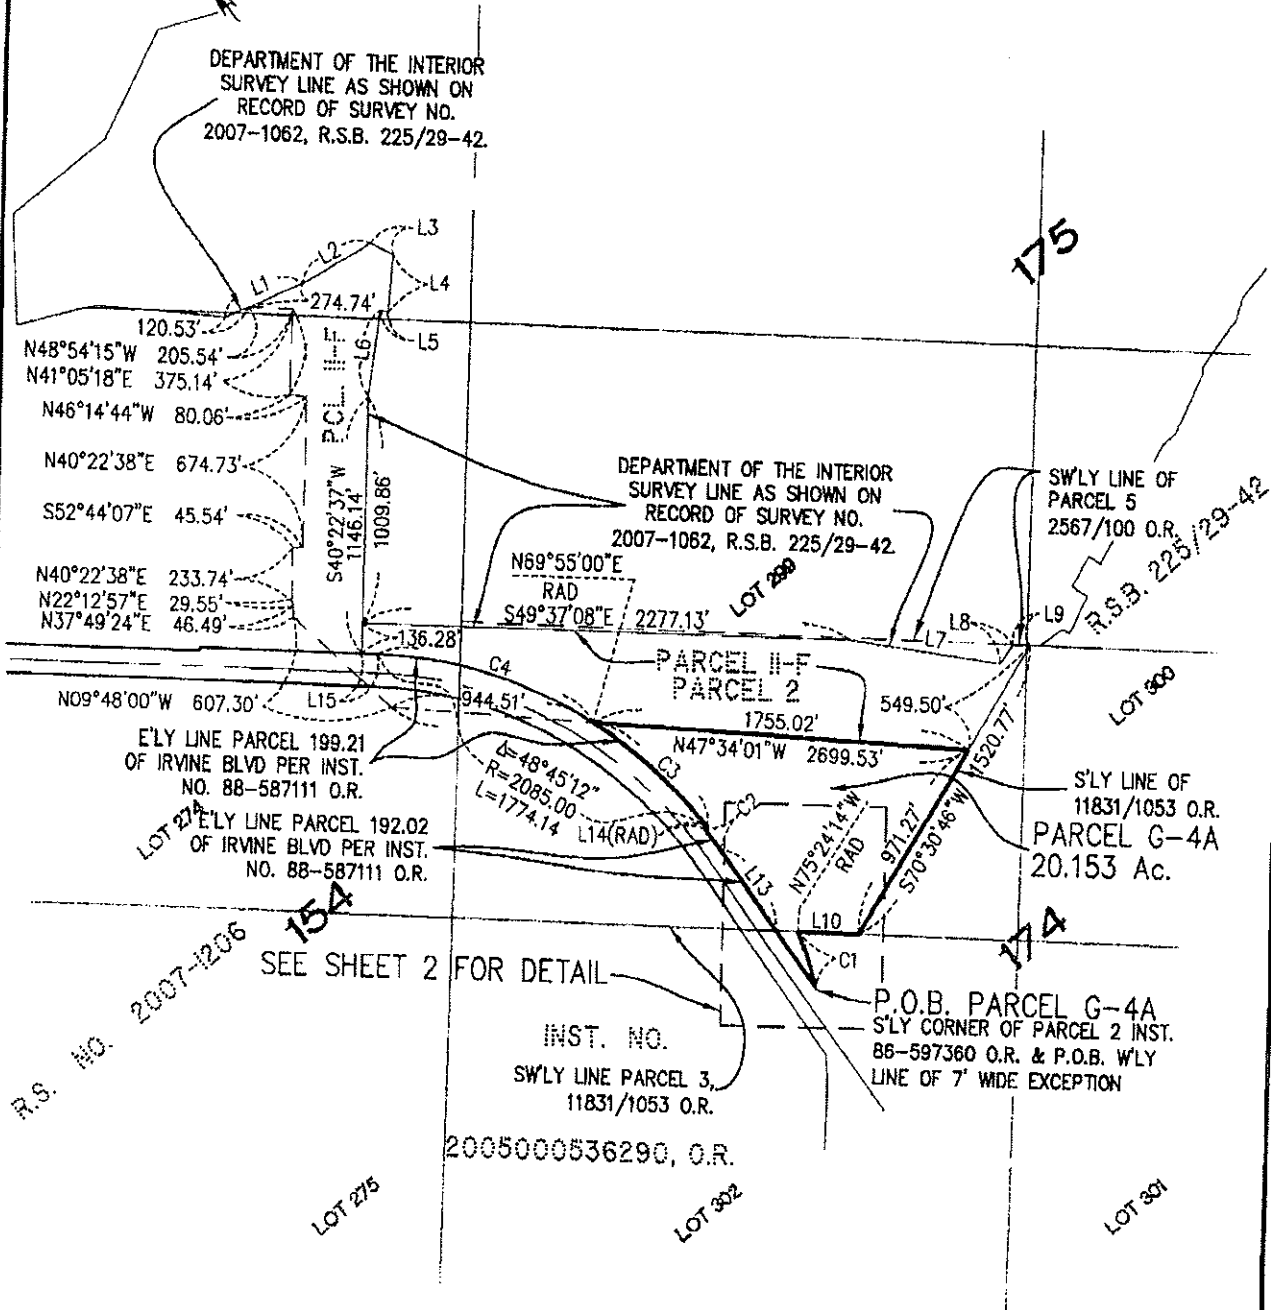 DEPARTMENT OF THE INTERIOR
SURVEY LINE AS SHOWN ON
RECORD OF SURVEY NO.
2007-1062, R.S.B. 225/29-42.
L3
L2
L1
L4
274.74'
120.53'
L5
L6
N48°54'15"W 205.54'
N41°05'18"E 375.14'
N46°14'44"W 80.06'
N40°22'38"E 674.73'
S52°44'07"E 45.54'
N40°22'38"E 233.74'
N22°12'57"E 29.55'
N37°49'24"E 46.49'
PCL. II-F
S40°22'37"W
1146.14'
1009.86'
175
DEPARTMENT OF THE INTERIOR
SURVEY LINE AS SHOWN ON
RECORD OF SURVEY NO.
2007-1062, R.S.B. 225/29-42.
SW'LY LINE OF
PARCEL 5
2567/100 O.R.
R.S.B. 225/29-42
N69°55'00"E
RAD
LOT 299
S49°37'08"E 2277.13'
L8
L9
L7
136.28'
C4
PARCEL II-F
PARCEL 2
LOT 300
N09°48'00"W 607.30'
L15
944.51'
549.50'
1755.02'
N47°34'01"W 2699.53'
1520.77'
E'LY LINE PARCEL 199.21
OF IRVINE BLVD PER INST.
NO. 88-587111 O.R.
Δ=48°45'12"
R=2085.00
L=1774.14
C3
C2
S'LY LINE OF
11831/1053 O.R.
LOT 274
E'LY LINE PARCEL 192.02
OF IRVINE BLVD PER INST.
NO. 88-587111 O.R.
L14(RAD)
L13
N75°24'14"W
RAD
971.27'
S70°30'46"W
PARCEL G-4A
20.153 Ac.
154
L10
174
C1
R.S. NO. 2007-1206
SEE SHEET 2 FOR DETAIL
P.O.B. PARCEL G-4A
S'LY CORNER OF PARCEL 2 INST.
86-597360 O.R. & P.O.B. W'LY
LINE OF 7' WIDE EXCEPTION
INST. NO.
SW'LY LINE PARCEL 3,
11831/1053 O.R.
2005000536290, O.R.
LOT 275
LOT 302
LOT 301